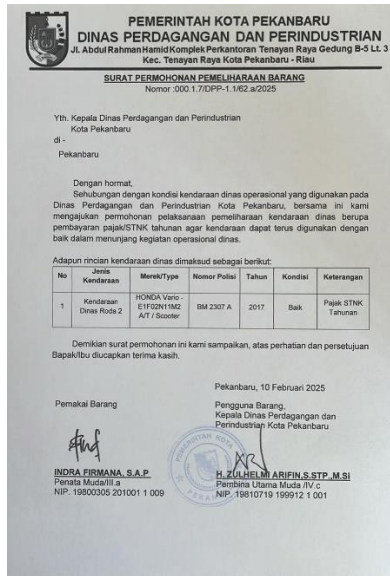 PEMERINTAH KOTA PEKANBARU
DINAS PERDAGANGAN DAN PERINDUSTRIAN
Jl. Abdul Rahman Hamid Komplek Perkantoran Tenayan Raya Gedung B-5 Lt. 3
Kec. Tenayan Raya Kota Pekanbaru - Riau
SURAT PERMOHONAN PEMELIHARAAN BARANG
Nomor :000.1.7/DPP-1.1/62.a/2025
Yth. Kepala Dinas Perdagangan dan Perindustrian
Kota Pekanbaru
di -
Pekanbaru
Dengan hormat,
Sehubungan dengan kondisi kendaraan dinas operasional yang digunakan pada
Dinas Perdagangan dan Perindustrian Kota Pekanbaru, bersama ini kami
mengajukan permohonan pelaksanaan pemeliharaan kendaraan dinas berupa
pembayaran pajak/STNK tahunan agar kendaraan dapat terus digunakan dengan
baik dalam menunjang kegiatan operasional dinas.
Adapun rincian kendaraan dinas dimaksud sebagai berikut:
No Jenis Kendaraan Merek/Type Nomor Polisi Tahun Kondisi Keterangan
1 Kendaraan Dinas Roda 2 HONDA Vario - E1F02N11M2 A/T / Scooter BM 2307 A 2017 Baik Pajak STNK Tahunan
Demikian surat permohonan ini kami sampaikan, atas perhatian dan persetujuan
Bapak/Ibu diucapkan terima kasih.
Pekanbaru, 10 Februari 2025
Pemakai Barang
Pengguna Barang,
Kepala Dinas Perdagangan dan
Perindustrian Kota Pekanbaru
INDRA FIRMANA, S.A.P
Penata Muda/III.a
NIP. 19800305 201001 1 009
H. ZULHELMI ARIFIN,S.STP.,M.Si
Pembina Utama Muda /IV.c
NIP. 19810719 199912 1 001